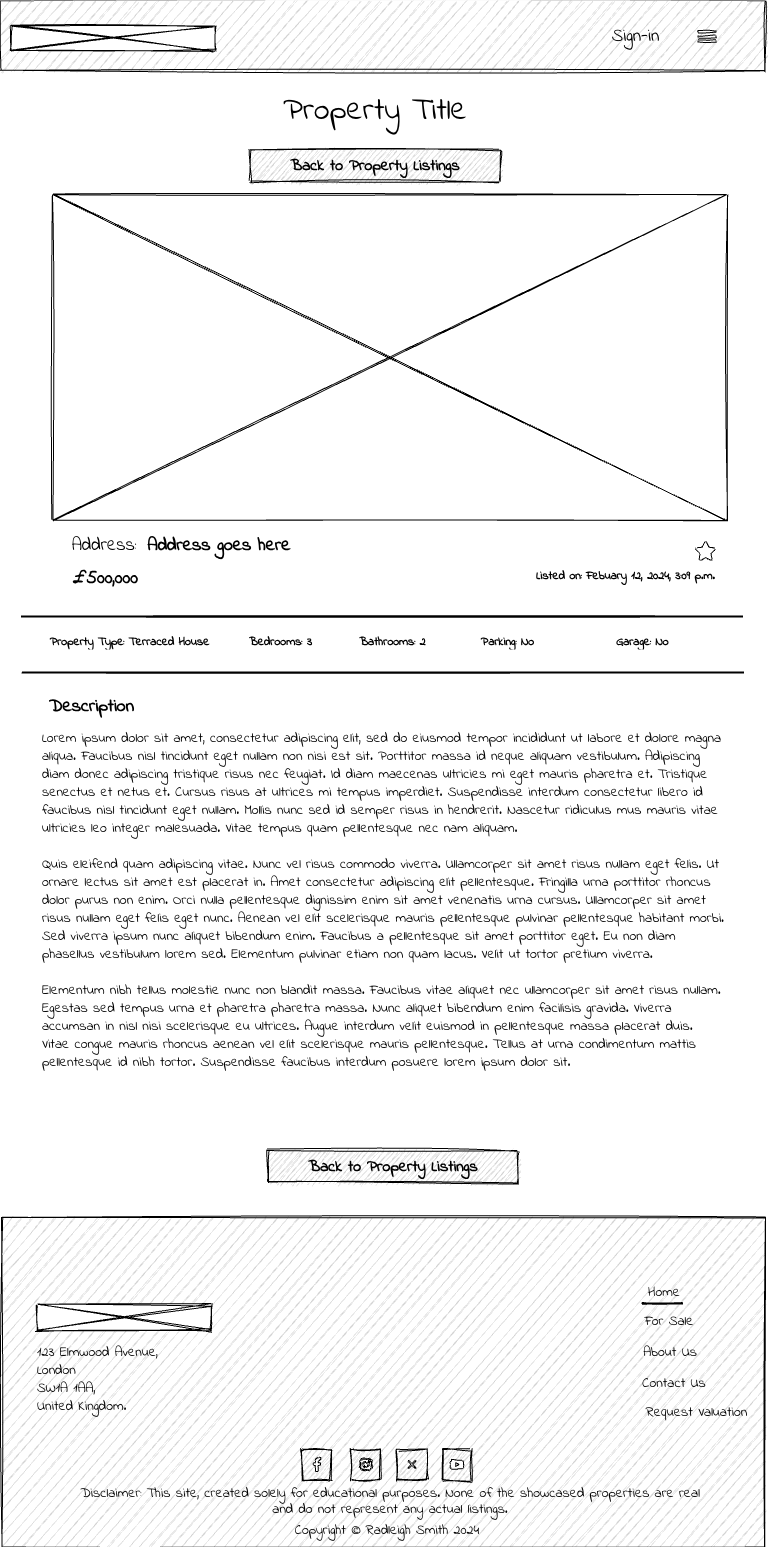 Sign-in
Property Title
Back to Property Listings
Address: Address goes here
£500,000
Listed on: Febuary 12, 2024, 3:09 p.m.
Property Type: Terraced House Bedrooms: 3 Bathrooms: 2 Parking: No Garage: No
Description
Lorem ipsum dolor sit amet, consectetur adipiscing elit, sed do eiusmod tempor incididunt ut labore et dolore magna
aliqua. Faucibus nisl tincidunt eget nullam non nisi est sit. Porttitor massa id neque aliquam vestibulum. Adipiscing
diam donec adipiscing tristique risus nec feugiat. Id diam maecenas ultricies mi eget mauris pharetra et. Tristique
senectus et netus et. Cursus risus at ultrices mi tempus imperdiet. Suspendisse interdum consectetur libero id
faucibus nisl tincidunt eget nullam. Mollis nunc sed id semper risus in hendrerit. Nascetur ridiculus mus mauris vitae
ultricies leo integer malesuada. Vitae tempus quam pellentesque nec nam aliquam.
Quis eleifend quam adipiscing vitae. Nunc vel risus commodo viverra. Ullamcorper sit amet risus nullam eget felis. Ut
ornare lectus sit amet est placerat in. Amet consectetur adipiscing elit pellentesque. Fringilla urna porttitor rhoncus
dolor purus non enim. Orci nulla pellentesque dignissim enim sit amet venenatis urna cursus. Ullamcorper sit amet
risus nullam eget felis eget nunc. Aenean vel elit scelerisque mauris pellentesque pulvinar pellentesque habitant morbi.
Sed viverra ipsum nunc aliquet bibendum enim. Faucibus a pellentesque sit amet porttitor eget. Eu non diam
phasellus vestibulum lorem sed. Elementum pulvinar etiam non quam lacus. Velit ut tortor pretium viverra.
Elementum nibh tellus molestie nunc non blandit massa. Faucibus vitae aliquet nec ullamcorper sit amet risus nullam.
Egestas sed tempus urna et pharetra pharetra massa. Nunc aliquet bibendum enim facilisis gravida. Viverra
accumsan in nisl nisi scelerisque eu ultrices. Augue interdum velit euismod in pellentesque massa placerat duis.
Vitae congue mauris rhoncus aenean vel elit scelerisque mauris pellentesque. Tellus at urna condimentum mattis
pellentesque id nibh tortor. Suspendisse faucibus interdum posuere lorem ipsum dolor sit.
Back to Property Listings
123 Elmwood Avenue,
London
SW1A 1AA,
United Kingdom.
Home
For Sale
About Us
Contact Us
Request Valuation
Disclaimer: This site, created solely for educational purposes. None of the showcased properties are real
and do not represent any actual listings.
Copyright © Radleigh Smith 2024